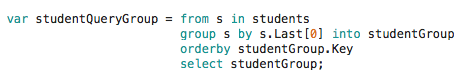 var studentQueryGroup = from s in students
                        group s by s.Last[0] into studentGroup
                        orderby studentGroup.Key
                        select studentGroup;